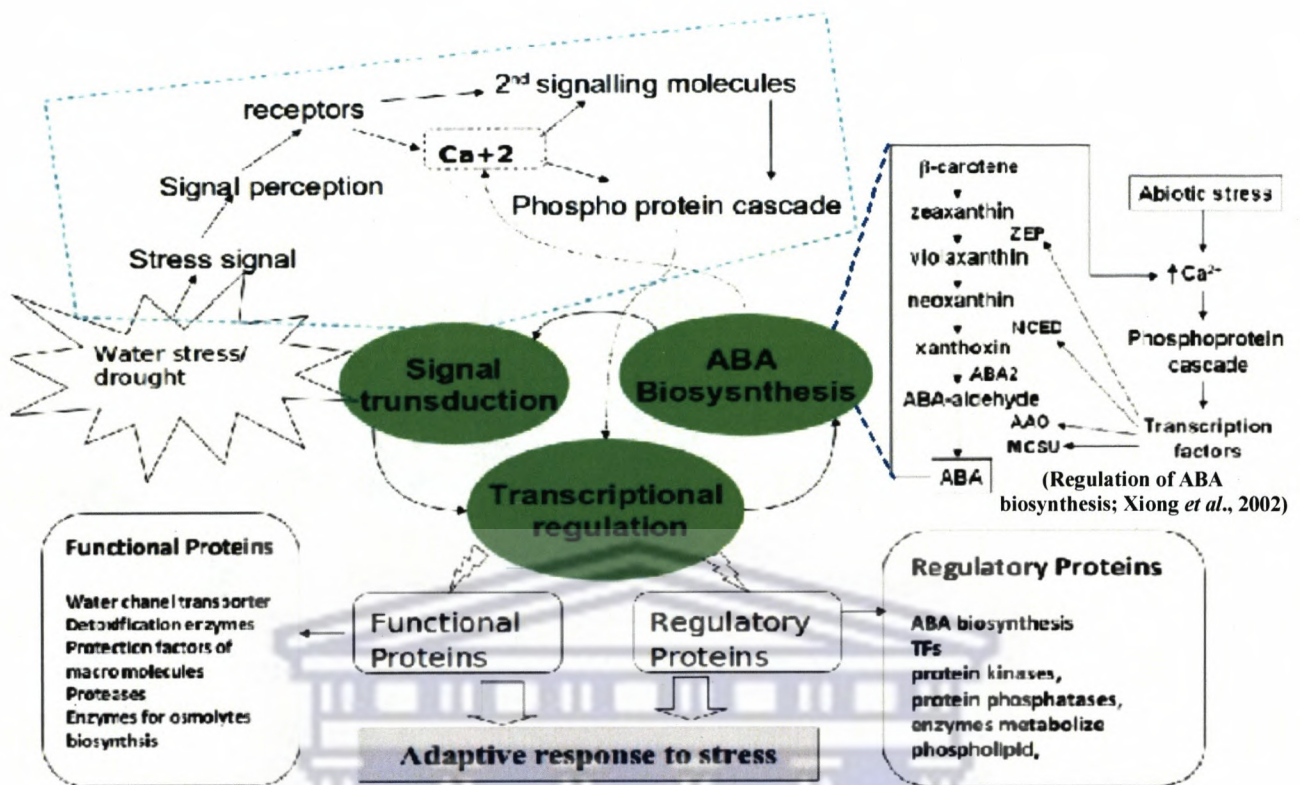 2nd signalling molecules
receptors
Ca+2
Signal perception
Phospho protein cascade
Stress signal
Water stress/
drought
Signal
trunsduction
ABA
Biosysnthesis
Transcriptional
regulation
β-carotene
zeaxanthin
ZEP
violaxanthin
neoxanthin
NCED
xanthoxin
ABA2
ABA-aldehyde
AAO
MCSU
ABA
Abiotic stress
↑Ca2+
Phosphoprotein
cascade
Transcription
factors
(Regulation of ABA
biosynthesis; Xiong et al., 2002)
Functional Proteins
Water chanel transporter
Detoxification enzymes
Protection factors of
macro molecules
Proteases
Enzymes for osmolytes
biosynthsis
Functional
Proteins
Regulatory
Proteins
Regulatory Proteins
ABA biosynthesis
TFs
protein kinases,
protein phosphatases,
enzymes metabolize
phospholipid,
Adaptive response to stress